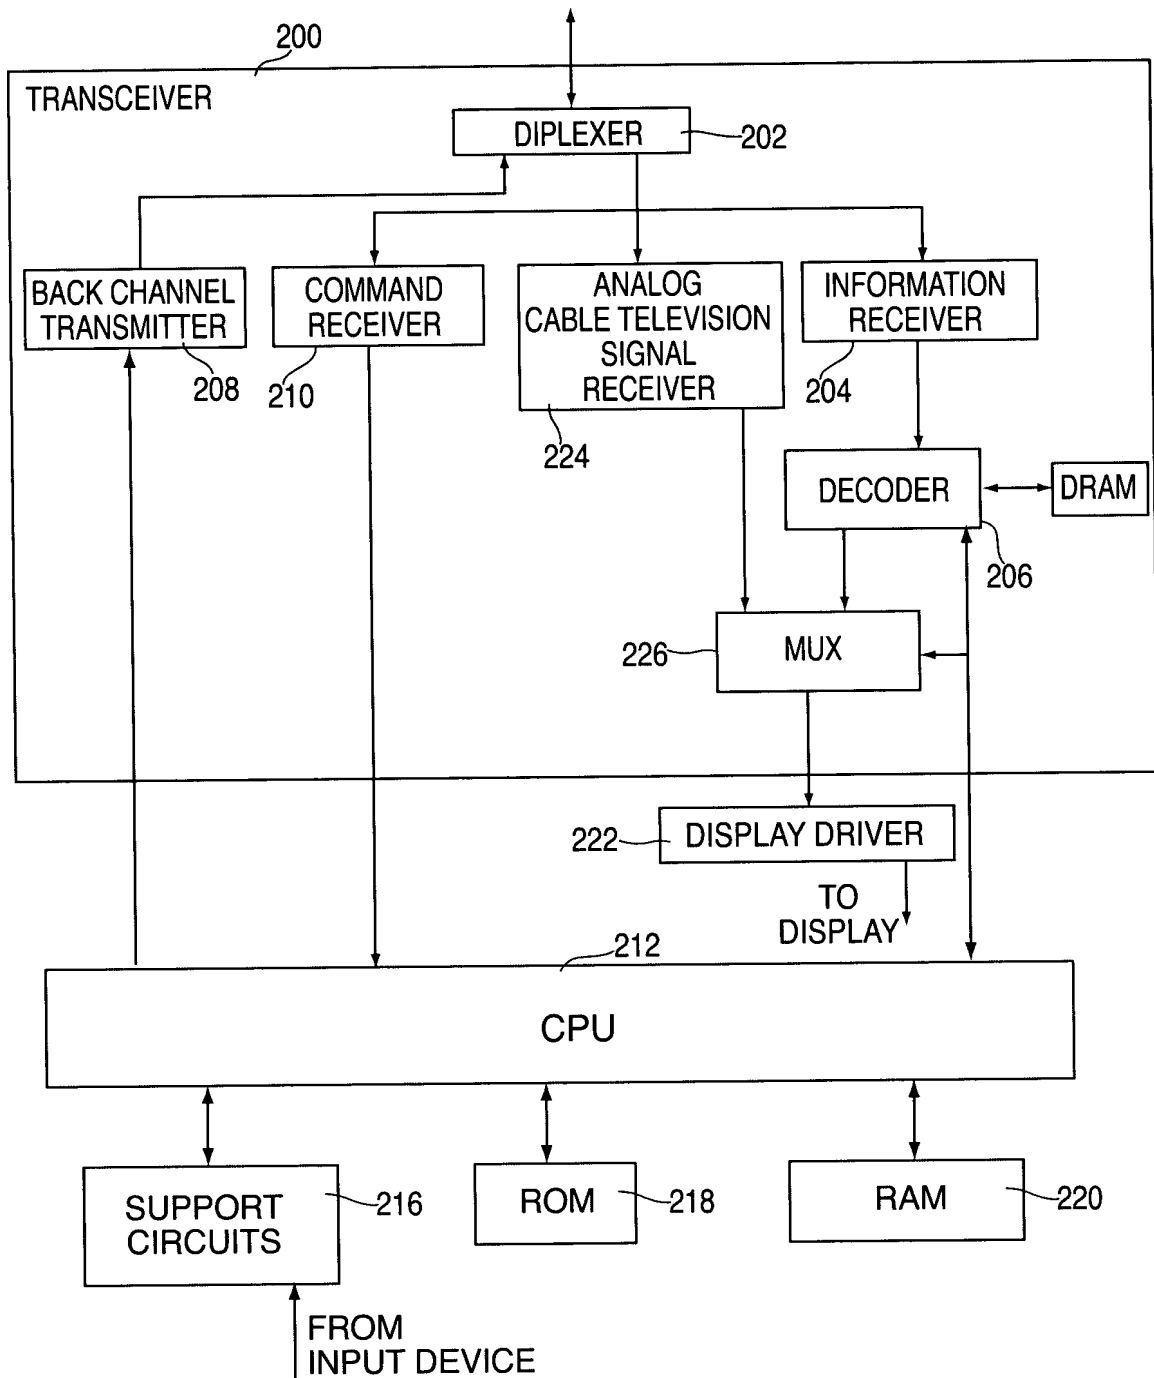 200
TRANSCEIVER
DIPLEXER
202
BACK CHANNEL
TRANSMITTER
208
COMMAND
RECEIVER
210
ANALOG
CABLE TELEVISION
SIGNAL
RECEIVER
224
INFORMATION
RECEIVER
204
DECODER
206
DRAM
226
MUX
222
DISPLAY DRIVER
TO
DISPLAY
212
CPU
SUPPORT
CIRCUITS
216
ROM
218
RAM
220
FROM
INPUT DEVICE